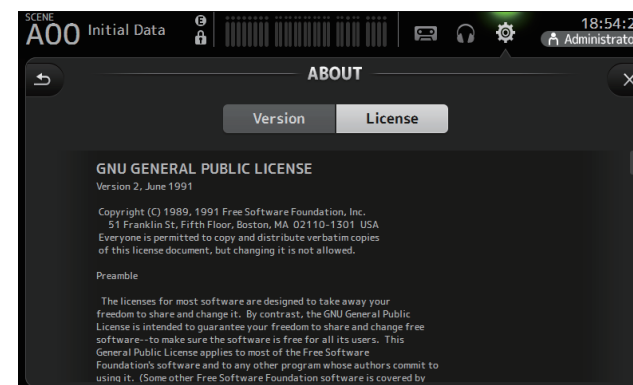 SCENE
A00 Initial Data
E
18:54:2
Administrato
ABOUT
Version License
GNU GENERAL PUBLIC LICENSE
Version 2, June 1991
Copyright (C) 1989, 1991 Free Software Foundation, Inc.
51 Franklin St, Fifth Floor, Boston, MA 02110-1301 USA
Everyone is permitted to copy and distribute verbatim copies
of this license document, but changing it is not allowed.
Preamble
The licenses for most software are designed to take away your
freedom to share and change it. By contrast, the GNU General Public
License is intended to guarantee your freedom to share and change free
software--to make sure the software is free for all its users. This
General Public License applies to most of the Free Software
Foundation's software and to any other program whose authors commit to
using it. (Some other Free Software Foundation software is covered by